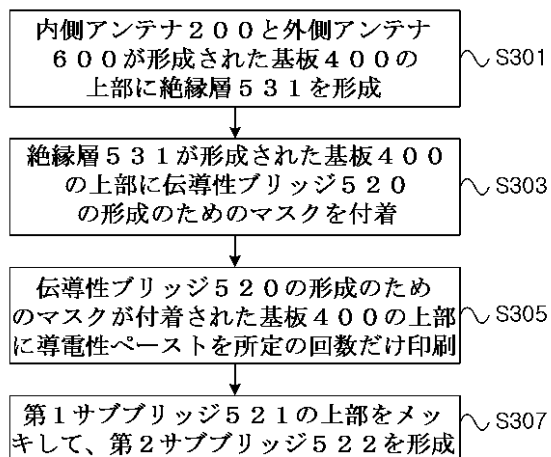 内側アンテナ２００と外側アンテナ
６００が形成された基板４００の
上部に絶縁層５３１を形成
S301
絶縁層５３１が形成された基板４００
の上部に伝導性ブリッジ５２０
の形成のためのマスクを付着
S303
伝導性ブリッジ５２０の形成のため
のマスクが付着された基板４００の上部
に導電性ペーストを所定の回数だけ印刷
S305
第１サブブリッジ５２１の上部をメッ
キして、第２サブブリッジ５２２を形成
S307